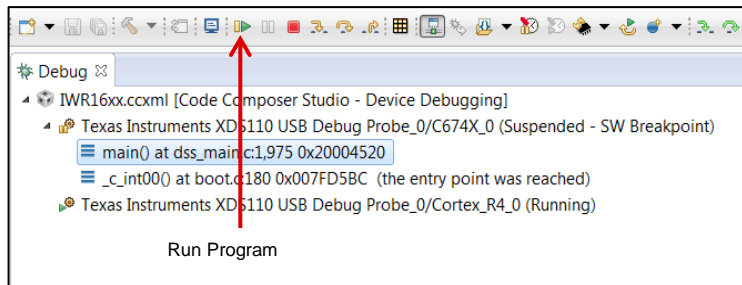 Debug
IWR16xx.ccxml [Code Composer Studio - Device Debugging]
Texas Instruments XDS110 USB Debug Probe_0/C674X_0 (Suspended - SW Breakpoint)
main() at dss_main.c:1,975 0x20004520
_c_int00() at boot.c:180 0x007FD5BC (the entry point was reached)
Texas Instruments XDS110 USB Debug Probe_0/Cortex_R4_0 (Running)
Run Program